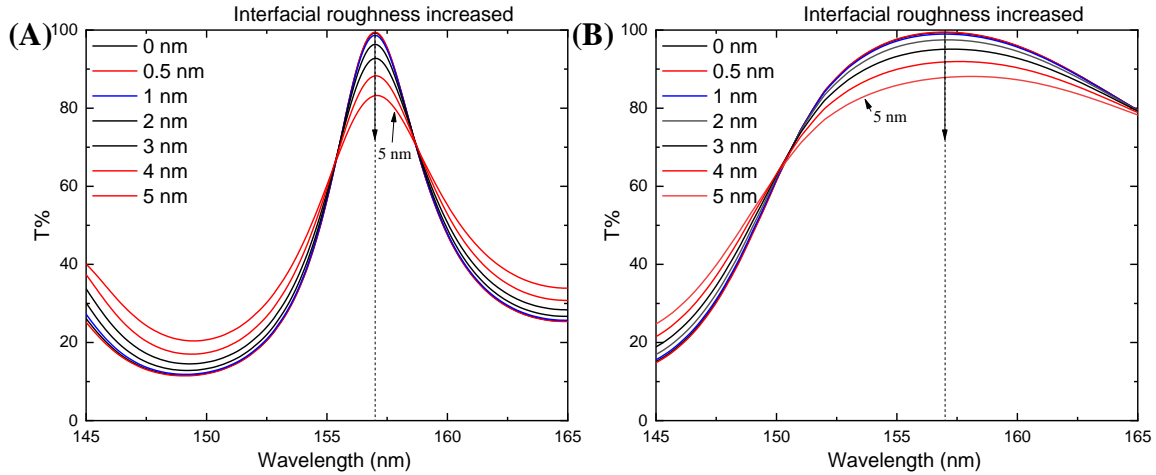 Interfacial roughness increased
(A)
100
80
60
40
20
0
T%
0 nm
0.5 nm
1 nm
2 nm
3 nm
4 nm
5 nm
5 nm
145
150
155
160
165
Wavelength (nm)
Interfacial roughness increased
(B)
100
80
60
40
20
0
T%
0 nm
0.5 nm
1 nm
2 nm
3 nm
4 nm
5 nm
5 nm
145
150
155
160
165
Wavelength (nm)